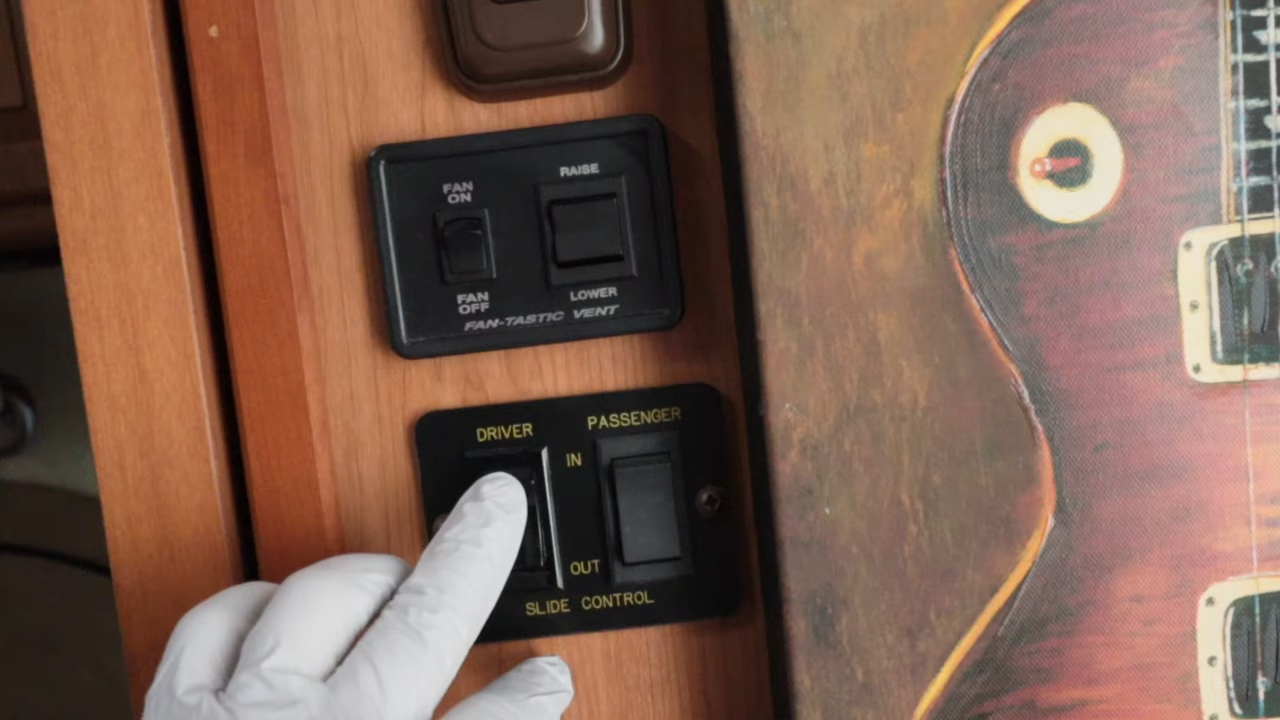 FAN
ON
RAISE
FAN
OFF
LOWER
FAN-TASTIC VENT
DRIVER
PASSENGER
IN
OUT
SLIDE CONTROL